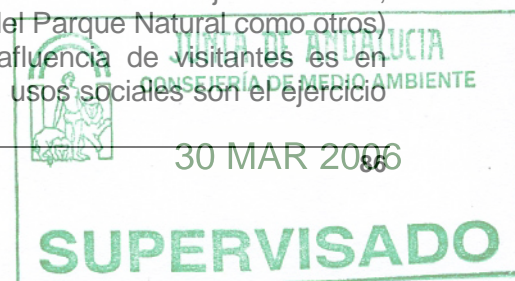 del Parque Natural como otros)
afluencia de visitantes es en
usos sociales son el ejercicio
JUNTA DE ANDALUCIA
CONSEJERÍA DE MEDIO AMBIENTE
30 MAR 2006
86
SUPERVISADO